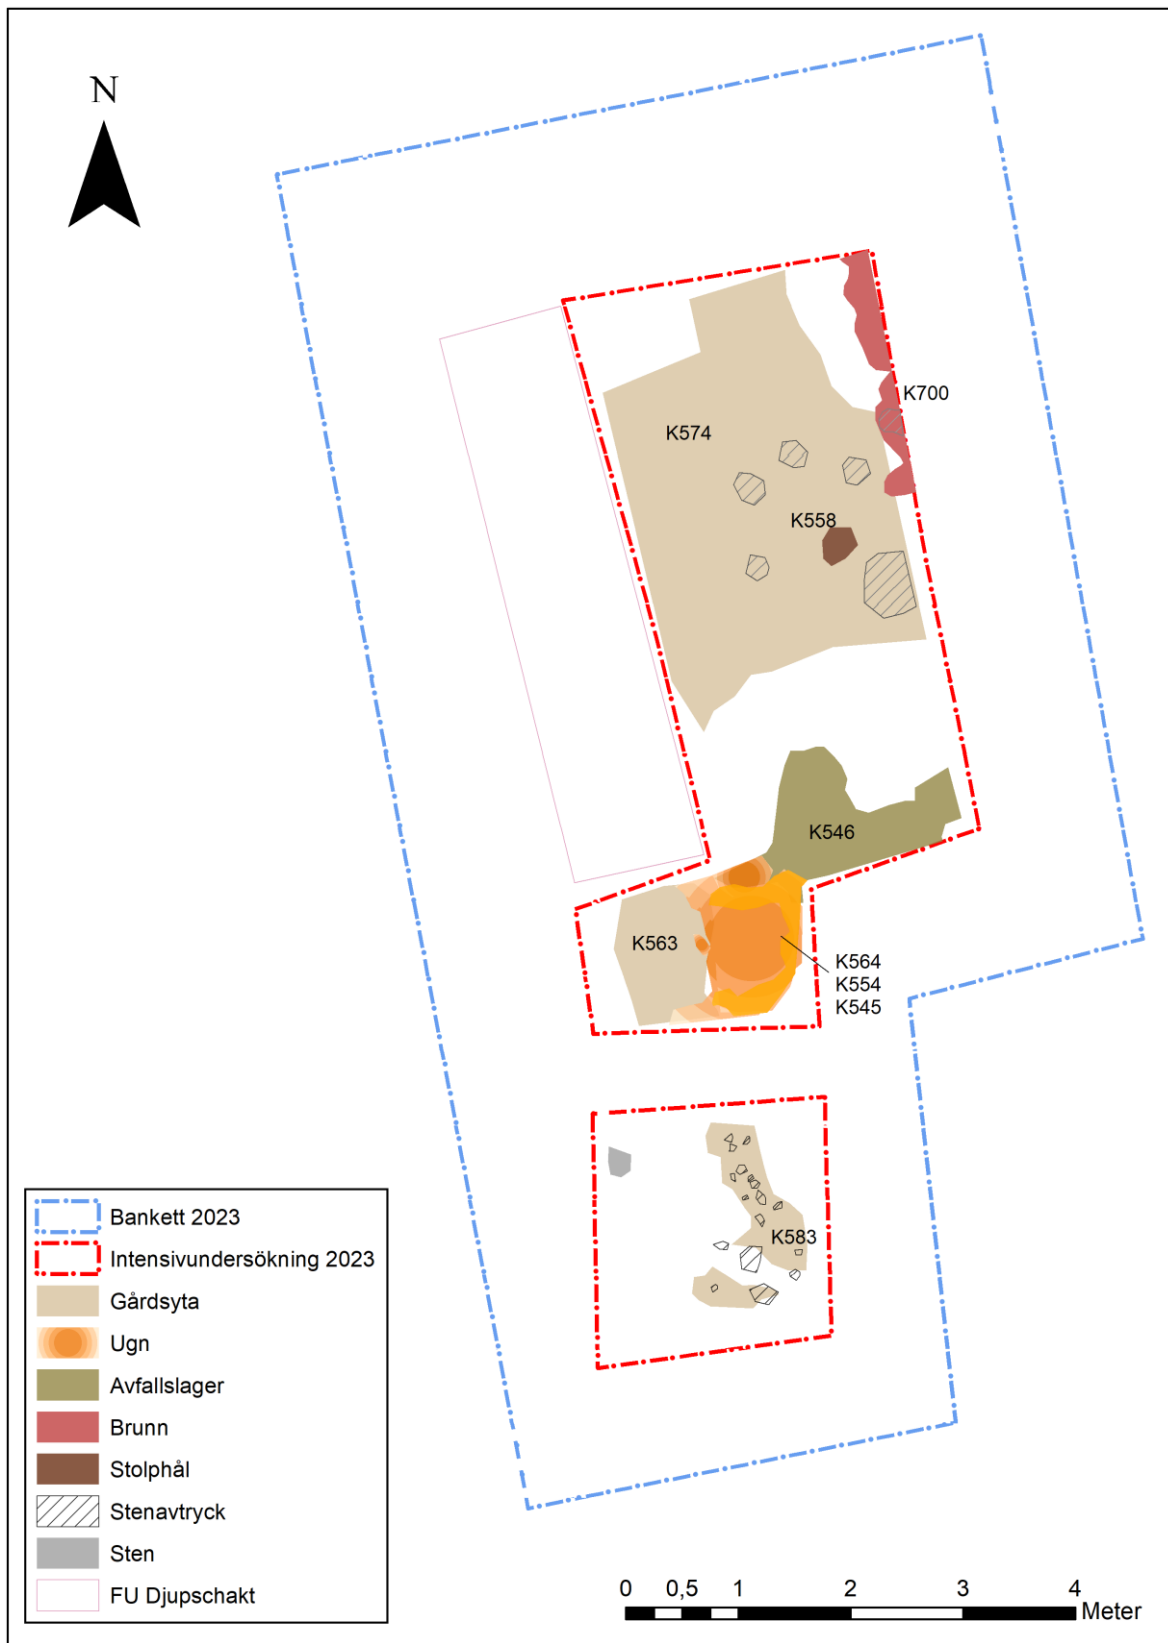 N
K700
K574
K558
K546
K563
K564
K554
K545
K583
Bankett 2023
Intensivundersökning 2023
Gårdsyta
Ugn
Avfallslager
Brunn
Stolphål
Stenavtryck
Sten
FU Djupschakt
0 0,5 1 2 3 4
Meter